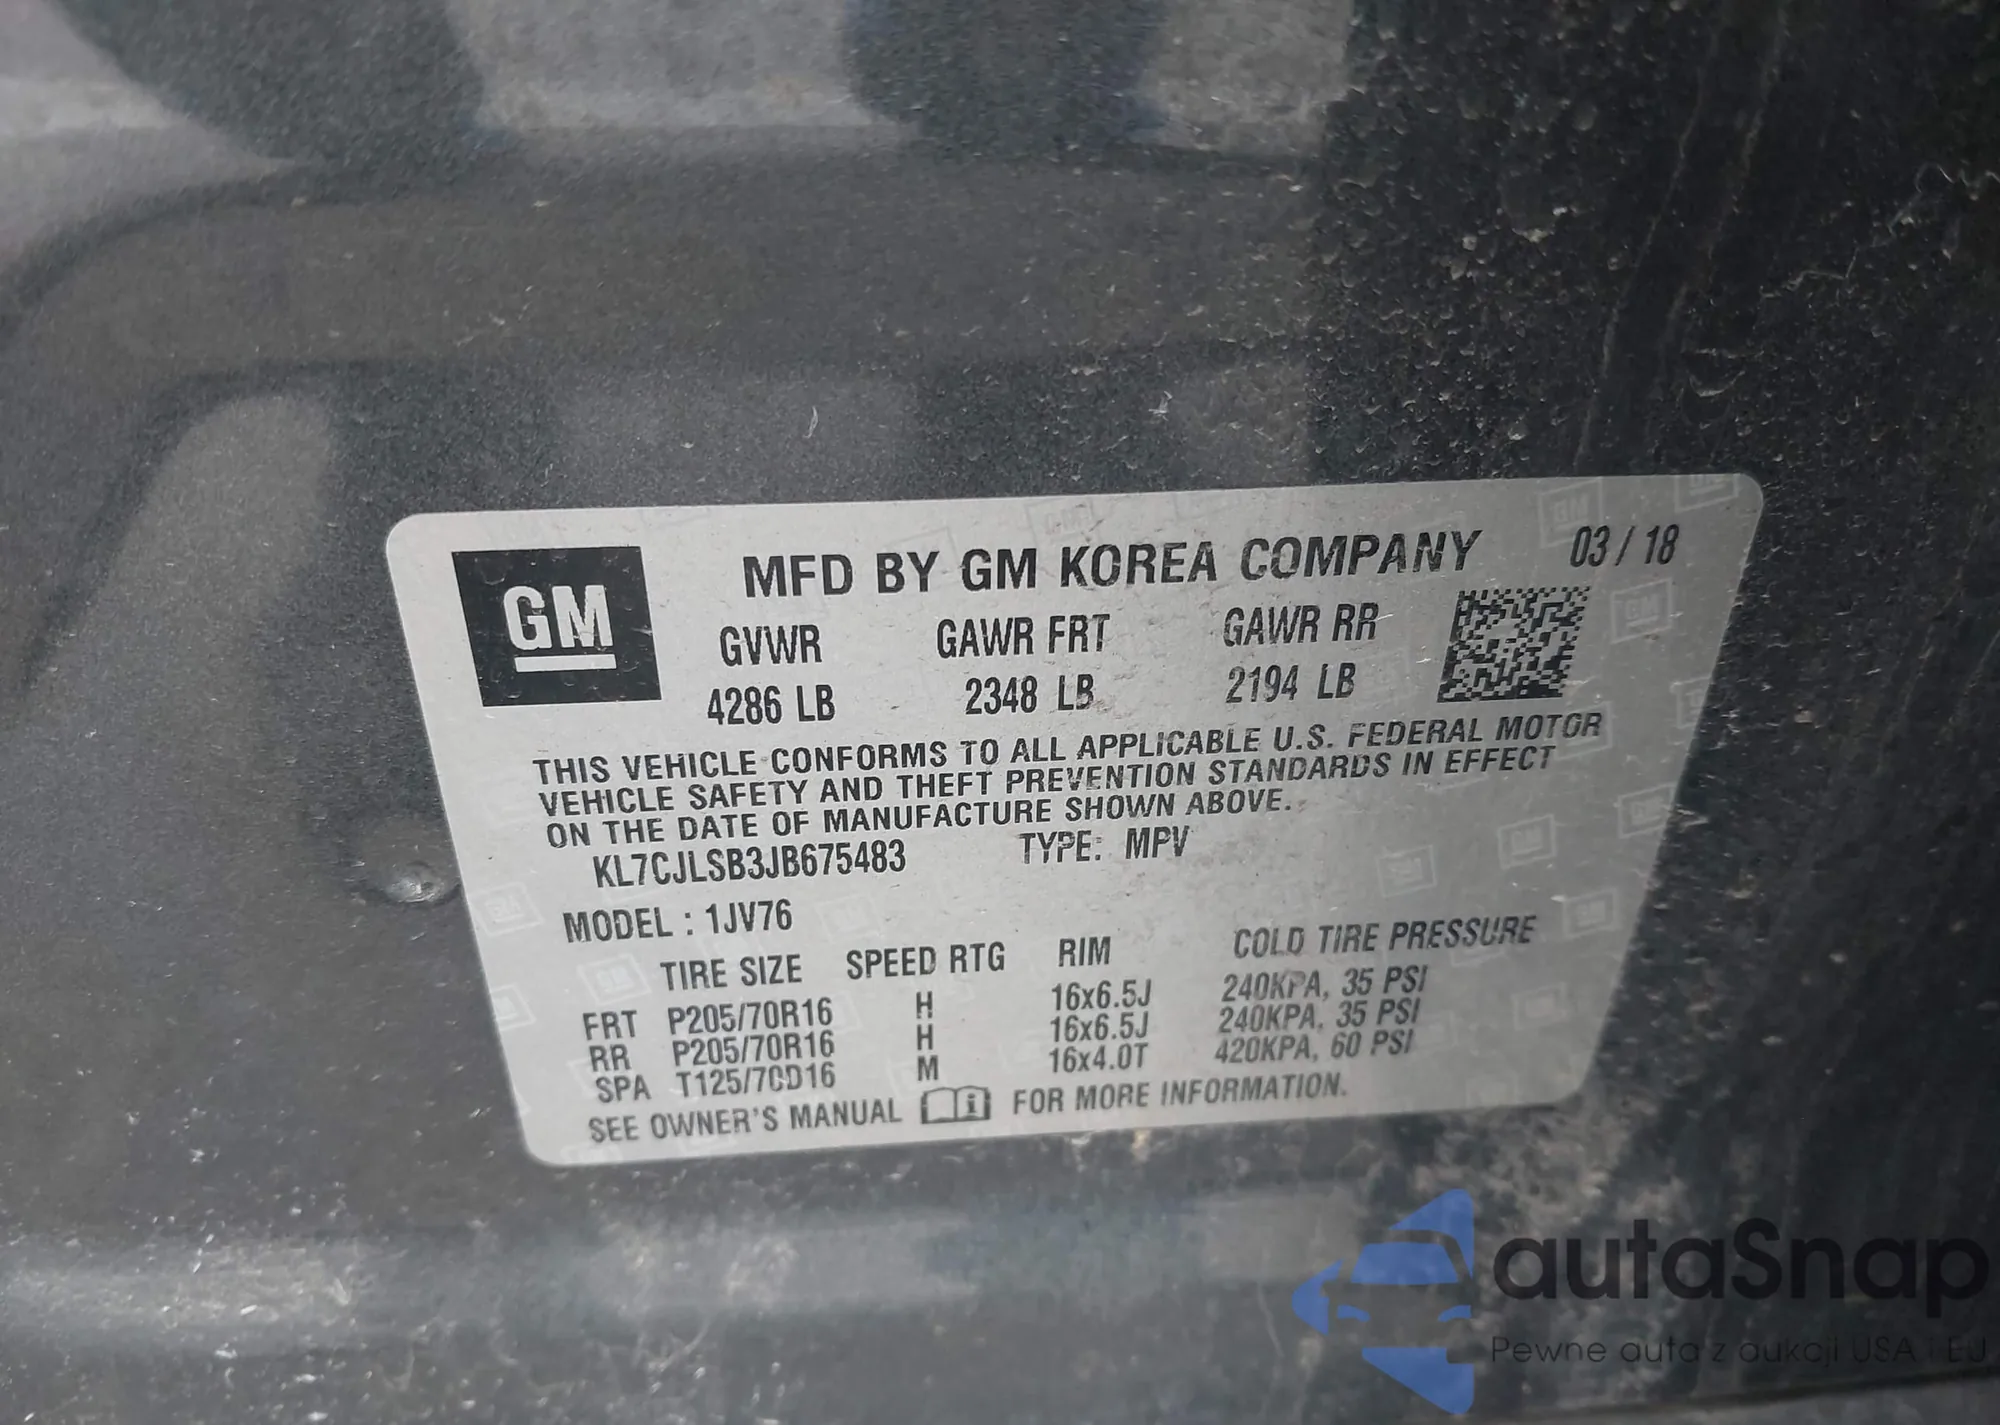 GM
MFD BY GM KOREA COMPANY 03 / 18
GVWR GAWR FRT GAWR RR
4286 LB 2348 LB 2194 LB
THIS VEHICLE CONFORMS TO ALL APPLICABLE U.S. FEDERAL MOTOR
VEHICLE SAFETY AND THEFT PREVENTION STANDARDS IN EFFECT
ON THE DATE OF MANUFACTURE SHOWN ABOVE.
KL7CJLSB3JB675483 TYPE: MPV
MODEL : 1JV76
TIRE SIZE SPEED RTG RIM COLD TIRE PRESSURE
FRT P205/70R16 H 16x6.5J 240KPA, 35 PSI
RR P205/70R16 H 16x6.5J 240KPA, 35 PSI
SPA T125/70D16 M 16x4.0T 420KPA, 60 PSI
SEE OWNER'S MANUAL FOR MORE INFORMATION.
autaSnap
Pewne auta z aukcji USA i EU